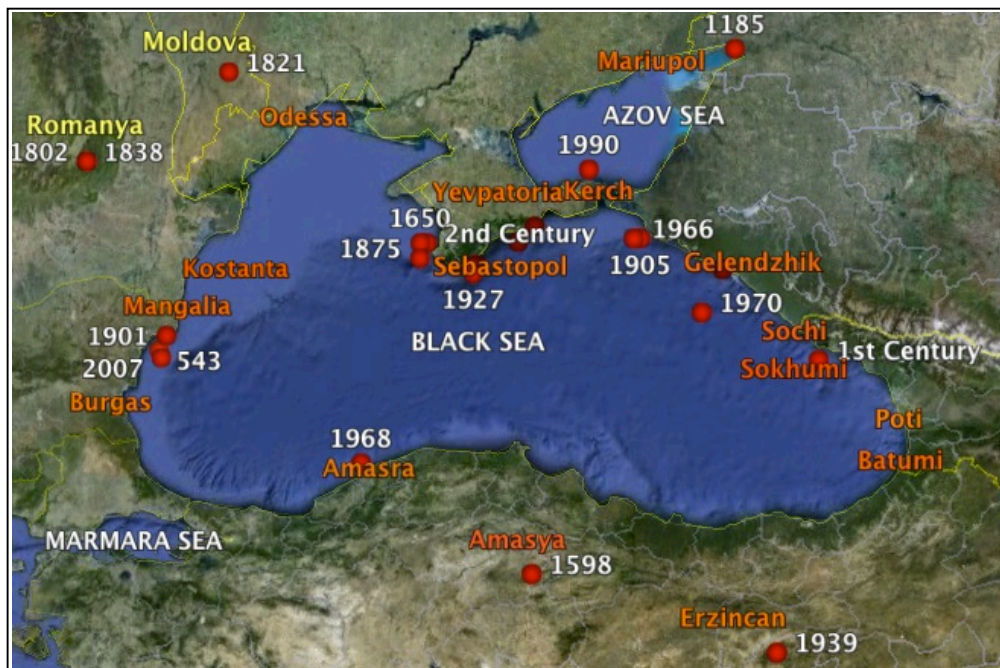 1185
Moldova
1821
Mariupol
Odessa
AZOV SEA
Romanya
1802 1838
1990
Yevpatoria Kerch
1650
2nd Century
1966
1875
Sebastopol
1905
Gelendzhik
Kostanta
1927
Mangalia
1970
1901
BLACK SEA
Sochi
2007 543
1st Century
Sokhumi
Burgas
Poti
1968
Amasra
Batumi
MARMARA SEA
Amasya
1598
Erzincan
1939